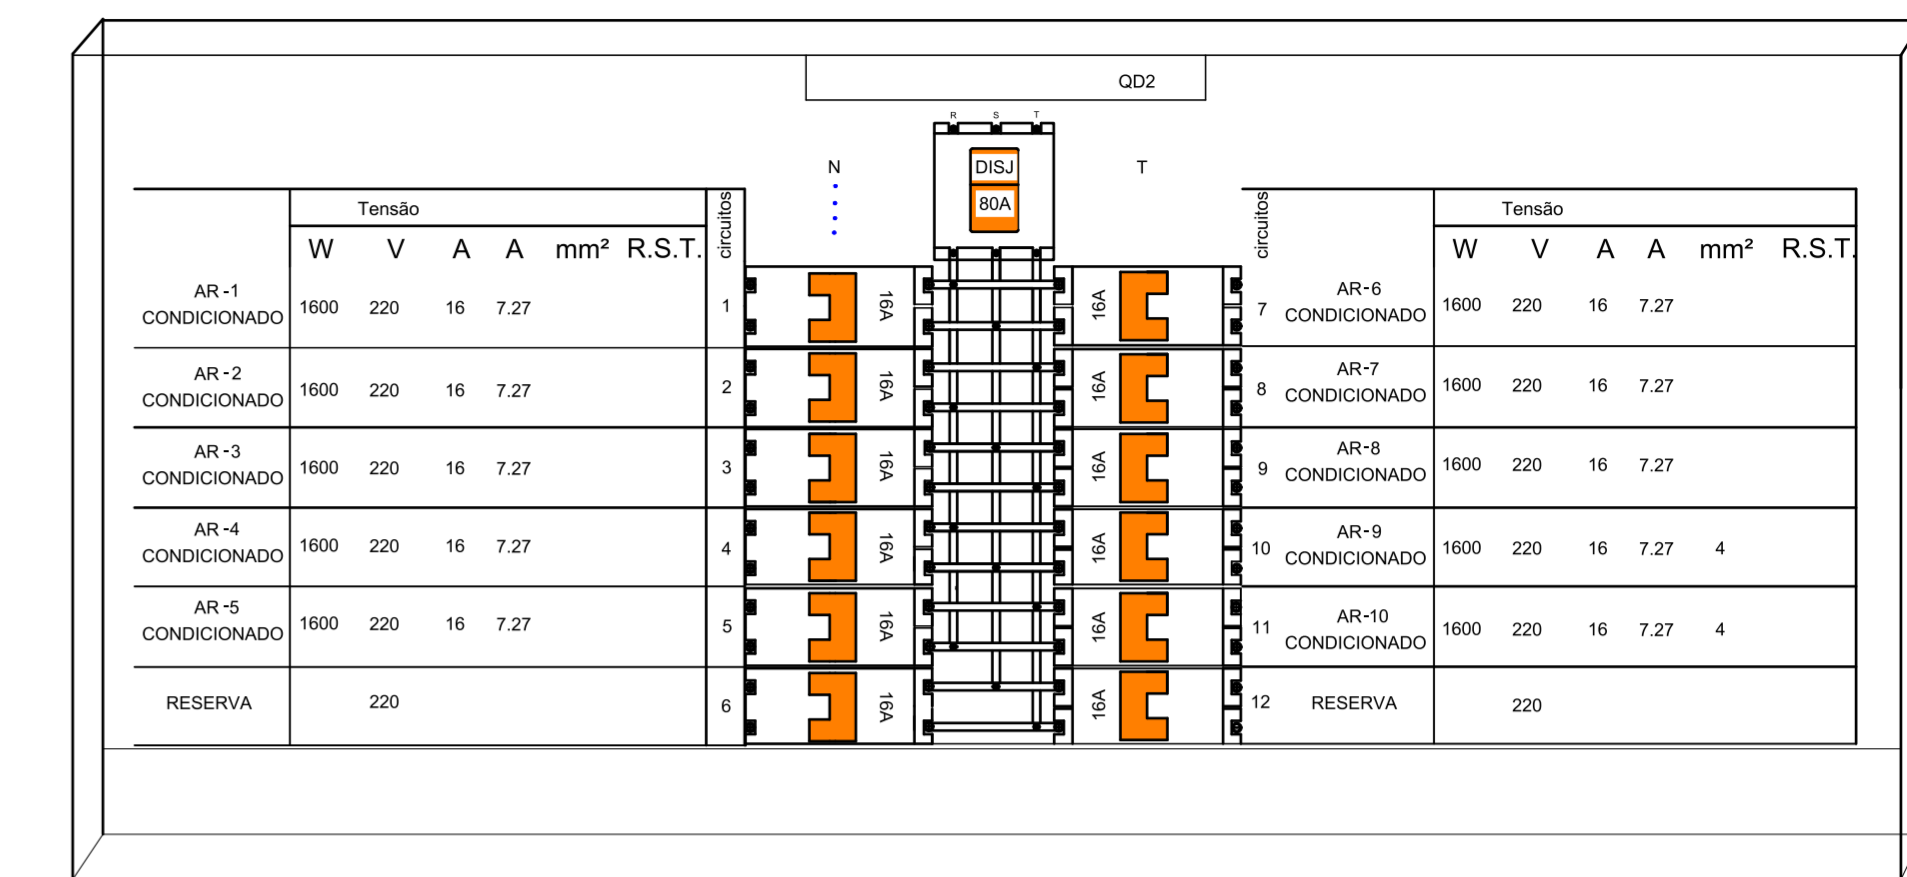 QD2
R S T
N
DISJ
T
80A
Tensão
circuitos
W V A A mm² R.S.T.
AR-1
CONDICIONADO
1600 220 16 7.27
1
16A
AR-2
CONDICIONADO
1600 220 16 7.27
2
16A
AR-3
CONDICIONADO
1600 220 16 7.27
3
16A
AR-4
CONDICIONADO
1600 220 16 7.27
4
16A
AR-5
CONDICIONADO
1600 220 16 7.27
5
16A
RESERVA
220
6
16A
circuitos
Tensão
W V A A mm² R.S.T.
16A
7
AR-6
CONDICIONADO
1600 220 16 7.27
16A
8
AR-7
CONDICIONADO
1600 220 16 7.27
16A
9
AR-8
CONDICIONADO
1600 220 16 7.27
16A
10
AR-9
CONDICIONADO
1600 220 16 7.27 4
16A
11
AR-10
CONDICIONADO
1600 220 16 7.27 4
16A
12
RESERVA
220